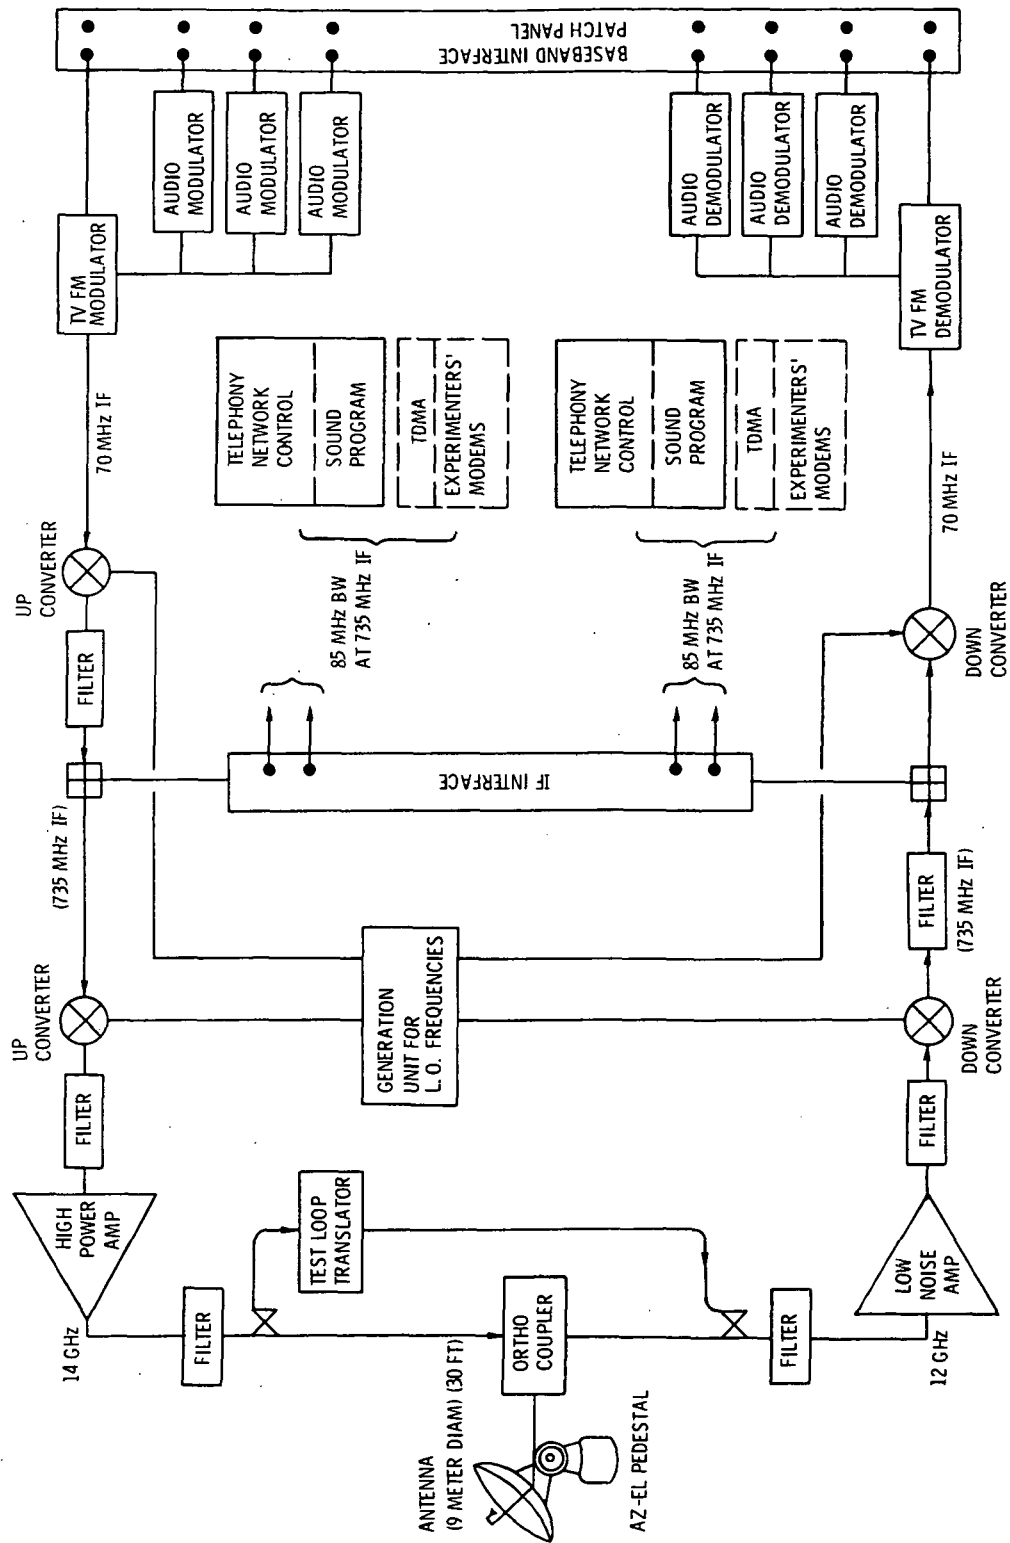 BASEBAND INTERFACE
PATCH PANEL
AUDIO
MODULATOR
AUDIO
MODULATOR
AUDIO
MODULATOR
AUDIO
DEMODULATOR
AUDIO
DEMODULATOR
AUDIO
DEMODULATOR
TV FM
MODULATOR
TV FM
DEMODULATOR
70 MHz IF
TELEPHONY
NETWORK
CONTROL
SOUND
PROGRAM
TDMA
EXPERIMENTERS'
MODEMS
TELEPHONY
NETWORK
CONTROL
SOUND
PROGRAM
TDMA
EXPERIMENTERS'
MODEMS
70 MHz IF
UP
CONVERTER
85 MHz BW
AT 735 MHz IF
85 MHz BW
AT 735 MHz IF
DOWN
CONVERTER
FILTER
IF INTERFACE
(735 MHz IF)
FILTER
(735 MHz IF)
UP
CONVERTER
GENERATION
UNIT FOR
L.O. FREQUENCIES
DOWN
CONVERTER
FILTER
FILTER
HIGH
POWER
AMP
TEST LOOP
TRANSLATOR
LOW
NOISE
AMP
14 GHz
FILTER
ORTHO
COUPLER
FILTER
12 GHz
ANTENNA
(9 METER DIAM) (30 FT)
AZ-EL PEDESTAL